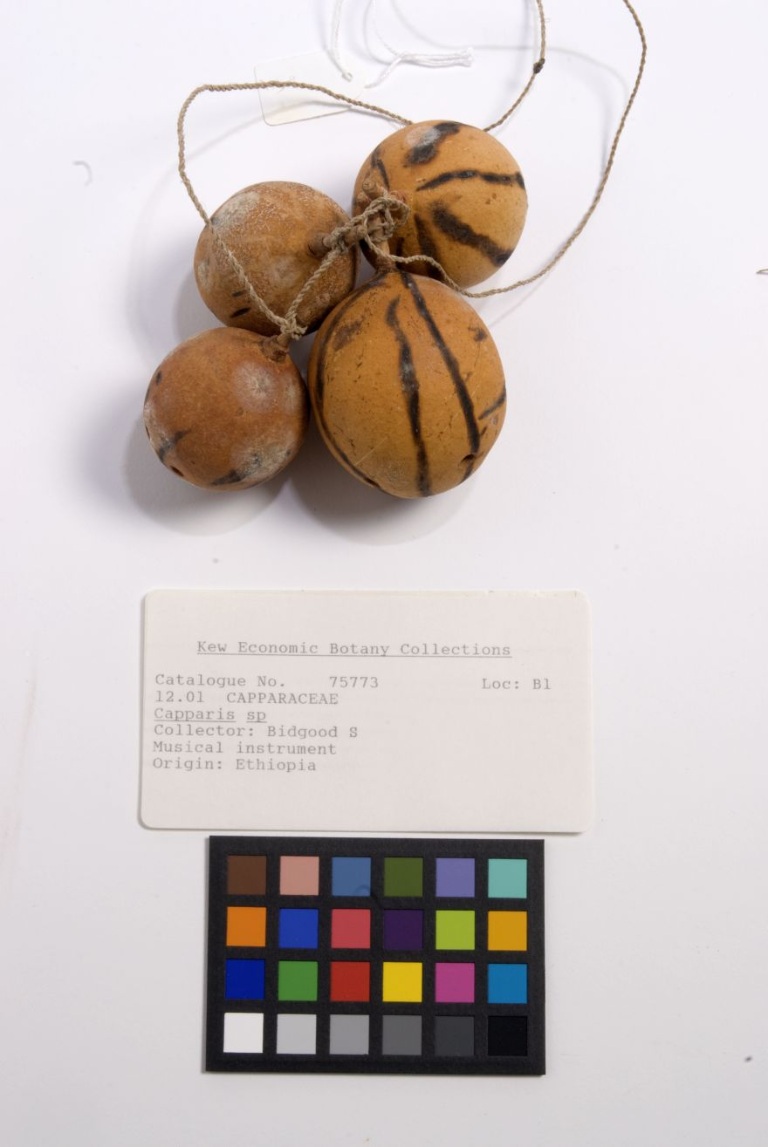 Kew Economic Botany Collections
Catalogue No. 75773 Loc: Bl
12.01 CAPPARACEAE
Capparis sp
Collector: Bidgood S
Musical instrument
Origin: Ethiopia